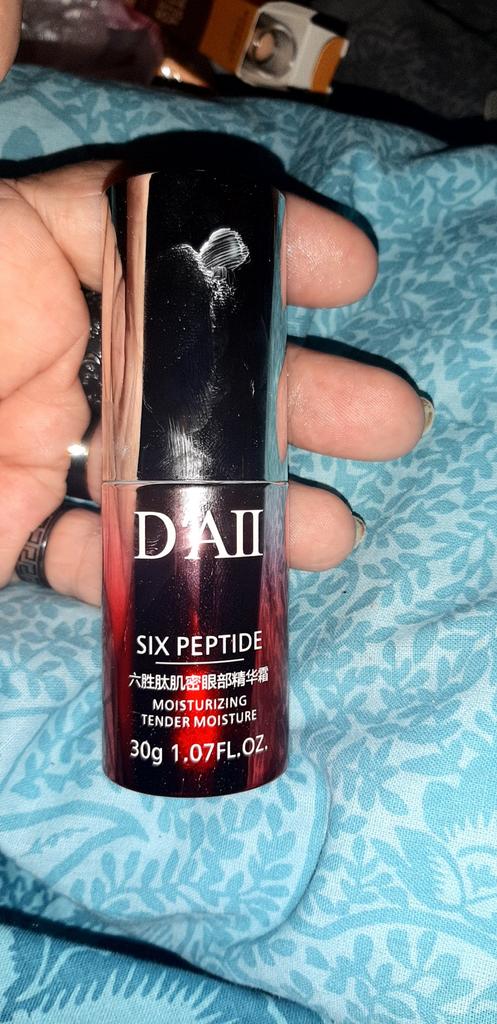 D'AII
SIX PEPTIDE
六胜肽肌密眼部精华霜
MOISTURIZING
TENDER MOISTURE
30g 1.07FL.OZ.